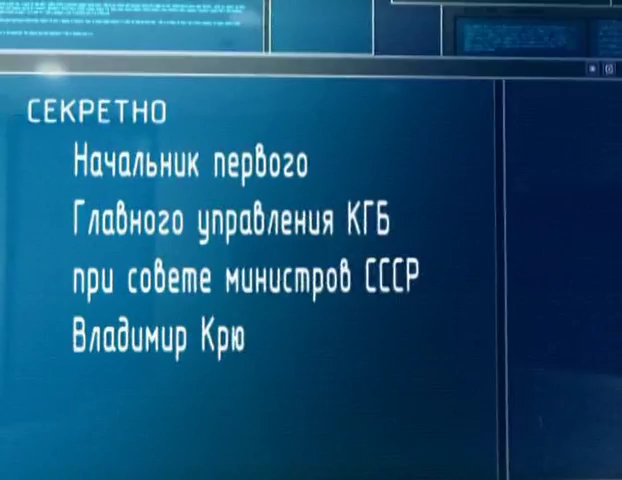 СЕКРЕТНО
Начальник первого
Главного управления КГБ
при совете министров СССР
Владимир Крю